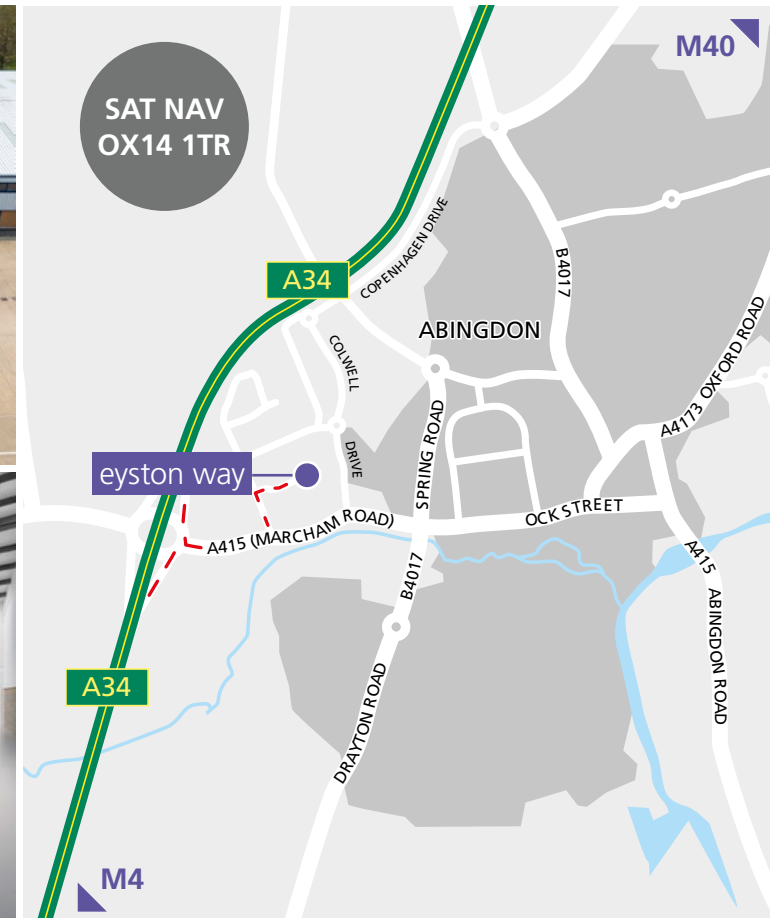 M40
SAT NAV
OX14 1TR
COPENHAGEN DRIVE
A34
B4017
ABINGDON
COLWELL
DRIVE
A4173 OXFORD ROAD
eyston way
SPRING ROAD
OCK STREET
A415 (MARCHAM ROAD)
B4017
A415
ABINGDON ROAD
A34
DRAYTON ROAD
M4